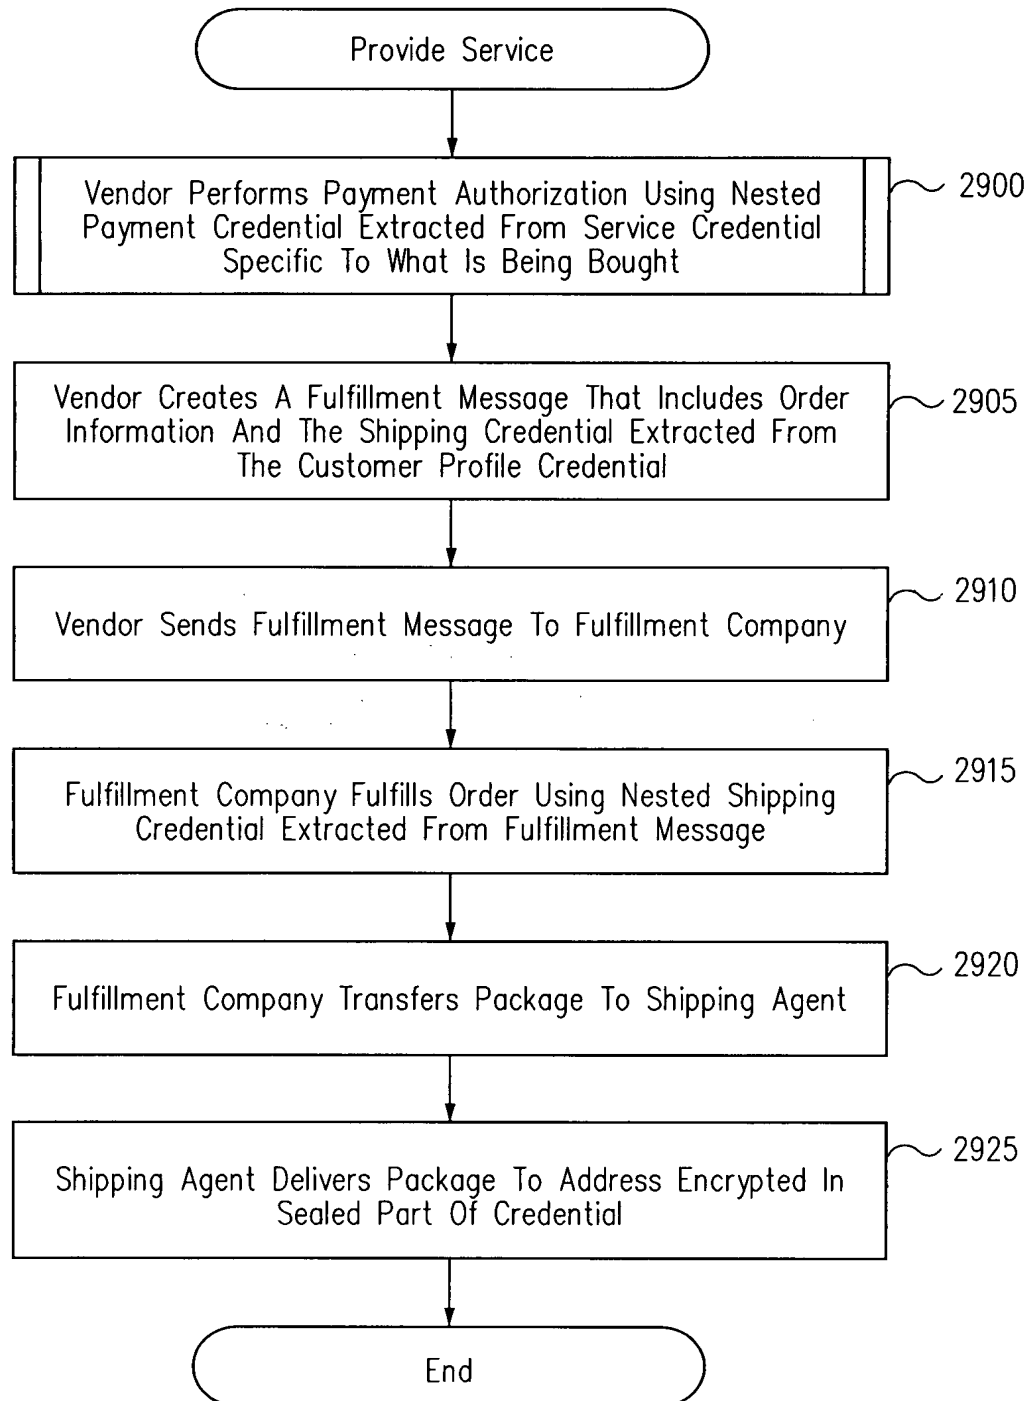 Provide Service
Vendor Performs Payment Authorization Using Nested
Payment Credential Extracted From Service Credential
Specific To What Is Being Bought
2900
Vendor Creates A Fulfillment Message That Includes Order
Information And The Shipping Credential Extracted From
The Customer Profile Credential
2905
Vendor Sends Fulfillment Message To Fulfillment Company
2910
Fulfillment Company Fulfills Order Using Nested Shipping
Credential Extracted From Fulfillment Message
2915
Fulfillment Company Transfers Package To Shipping Agent
2920
Shipping Agent Delivers Package To Address Encrypted In
Sealed Part Of Credential
2925
End